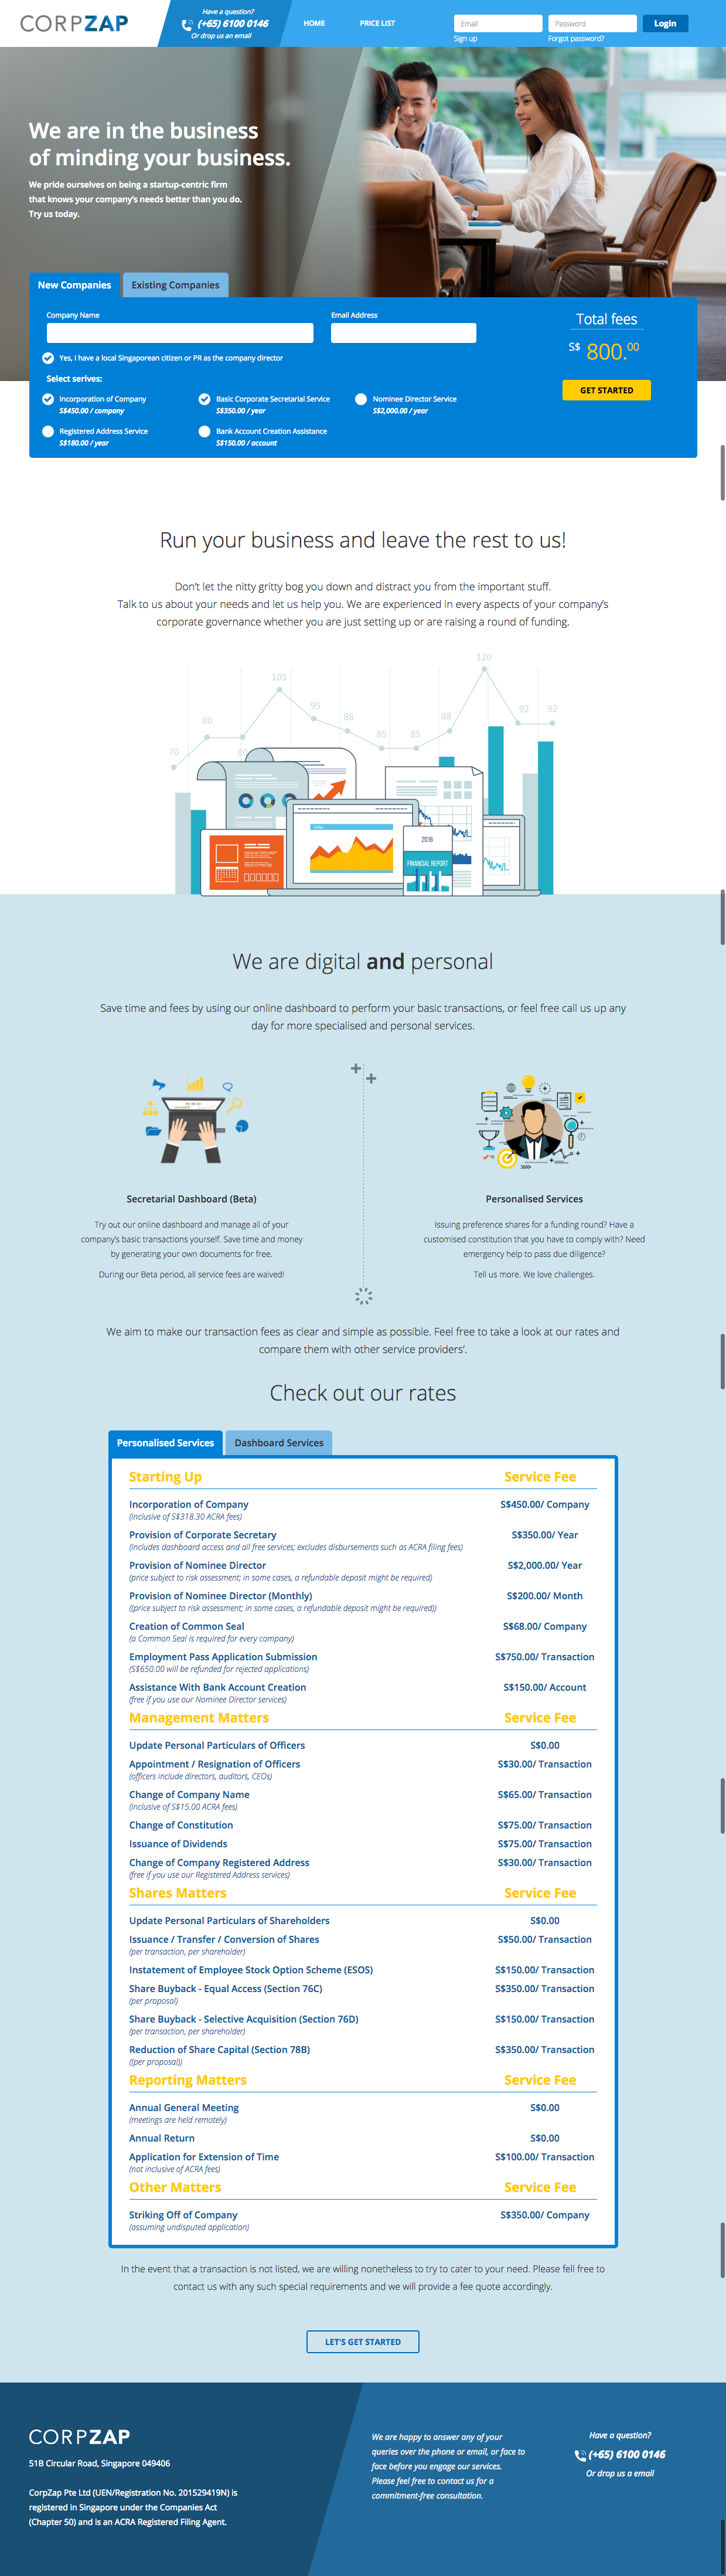 CORPZAP
Have a question?
(+65) 6100 0146
Or drop us an email
HOME
PRICE LIST
Email
Password
Login
Sign up
Forgot password?
We are in the business
of minding your business.
We pride ourselves on being a startup-centric firm
that knows your company's needs better than you do.
Try us today.
New Companies
Existing Companies
Company Name
Email Address
Yes, I have a local Singaporean citizen or PR as the company director
Select serives:
Incorporation of Company
S$450.00 / company
Basic Corporate Secretarial Service
S$350.00 / year
Nominee Director Service
S$2,000.00 / year
Registered Address Service
S$180.00 / year
Bank Account Creation Assistance
S$150.00 / account
Total fees
S$ 800.00
GET STARTED
Run your business and leave the rest to us!
Don't let the nitty gritty bog you down and distract you from the important stuff.
Talk to us about your needs and let us help you. We are experienced in every aspects of your company's
corporate governance whether you are just setting up or are raising a round of funding.
120
105
95
92
92
88
88
80
85
85
70
80
2016
FINANCIAL REPORT
We are digital and personal
Save time and fees by using our online dashboard to perform your basic transactions, or feel free call us up any
day for more specialised and personal services.
Secretarial Dashboard (Beta)
Try out our online dashboard and manage all of your
company's basic transactions yourself. Save time and money
by generating your own documents for free.
During our Beta period, all service fees are waived!
Personalised Services
Issuing preference shares for a funding round? Have a
customised constitution that you have to comply with? Need
emergency help to pass due diligence?
Tell us more. We love challenges.
We aim to make our transaction fees as clear and simple as possible. Feel free to take a look at our rates and
compare them with other service providers'.
Check out our rates
Personalised Services
Dashboard Services
Starting Up
Service Fee
Incorporation of Company
S$450.00/ Company
(inclusive of S$318.30 ACRA fees)
Provision of Corporate Secretary
S$350.00/ Year
(includes dashboard access and all free services; excludes disbursements such as ACRA filing fees)
Provision of Nominee Director
S$2,000.00/ Year
(price subject to risk assessment; in some cases, a refundable deposit might be required)
Provision of Nominee Director (Monthly)
S$200.00/ Month
((price subject to risk assessment; in some cases, a refundable deposit might be required))
Creation of Common Seal
S$68.00/ Company
(a Common Seal is required for every company)
Employment Pass Application Submission
S$750.00/ Transaction
(S$650.00 will be refunded for rejected applications)
Assistance With Bank Account Creation
S$150.00/ Account
(free if you use our Nominee Director services)
Management Matters
Service Fee
Update Personal Particulars of Officers
S$0.00
Appointment / Resignation of Officers
S$30.00/ Transaction
(officers include directors, auditors, CEOs)
Change of Company Name
S$65.00/ Transaction
(inclusive of S$15.00 ACRA fees)
Change of Constitution
S$75.00/ Transaction
Issuance of Dividends
S$75.00/ Transaction
Change of Company Registered Address
S$30.00/ Transaction
(free if you use our Registered Address services)
Shares Matters
Service Fee
Update Personal Particulars of Shareholders
S$0.00
Issuance / Transfer / Conversion of Shares
S$50.00/ Transaction
(per transaction, per shareholder)
Instatement of Employee Stock Option Scheme (ESOS)
S$150.00/ Transaction
Share Buyback - Equal Access (Section 76C)
S$350.00/ Transaction
(per proposal)
Share Buyback - Selective Acquisition (Section 76D)
S$150.00/ Transaction
(per transaction, per shareholder)
Reduction of Share Capital (Section 78B)
S$350.00/ Transaction
((per proposal))
Reporting Matters
Service Fee
Annual General Meeting
S$0.00
(meetings are held remotely)
Annual Return
S$0.00
Application for Extension of Time
S$100.00/ Transaction
(not inclusive of ACRA fees)
Other Matters
Service Fee
Striking Off of Company
S$350.00/ Company
(assuming undisputed application)
In the event that a transaction is not listed, we are willing nonetheless to try to cater to your need. Please fell free to
contact us with any such special requirements and we will provide a fee quote accordingly.
LET'S GET STARTED
CORPZAP
51B Circular Road, Singapore 049406
CorpZap Pte Ltd (UEN/Registration No. 201529419N) is
registered in Singapore under the Companies Act
(Chapter 50) and is an ACRA Registered Filing Agent.
We are happy to answer any of your
queries over the phone or email, or face to
face before you engage our services.
Please feel free to contact us for a
commitment-free consultation.
Have a question?
(+65) 6100 0146
Or drop us a email